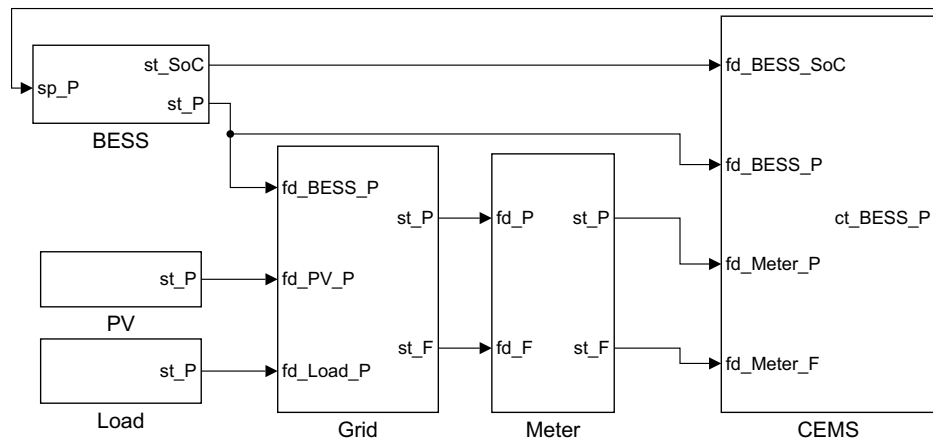 st_SoC
sp_P
st_P
BESS
fd_BESS_SoC
fd_BESS_P
fd_BESS_P
st_P
fd_P
st_P
ct_BESS_P
st_P
fd_PV_P
fd_Meter_P
PV
st_P
fd_Load_P
st_F
fd_F
st_F
fd_Meter_F
Load
Grid
Meter
CEMS